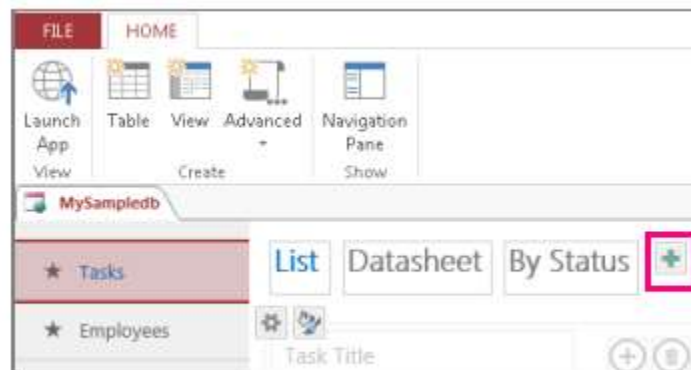 FILE HOME
Launch App Table View Advanced Navigation Pane
View Create Show
MySampledb
Tasks List Datasheet By Status
Employees
Task Title